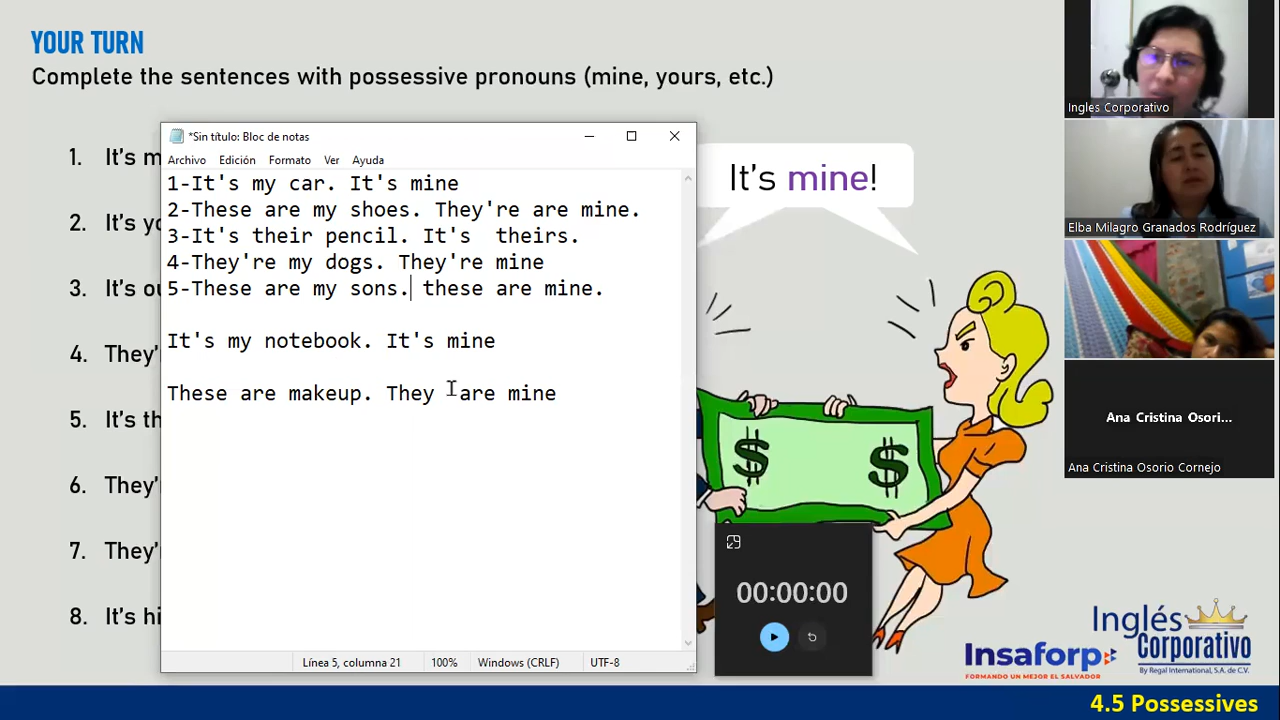 YOUR TURN
Complete the sentences with possessive pronouns (mine, yours, etc.)
1. It's m
2. It's yo
3. It's ou
4. They'
5. It's th
6. They'
7. They'
8. It's hi
*Sin título: Bloc de notas
Archivo Edición Formato Ver Ayuda
1-It's my car. It's mine
2-These are my shoes. They're are mine.
3-It's their pencil. It's theirs.
4-They're my dogs. They're mine
5-These are my sons. these are mine.
It's my notebook. It's mine
These are makeup. They are mine
Línea 5, columna 21 100% Windows (CRLF) UTF-8
It's mine!
$ $
00:00:00
Ingles Corporativo
Elba Milagro Granados Rodríguez
Ana Cristina Osori...
Ana Cristina Osorio Cornejo
Insaforp
FORMANDO UN MEJOR EL SALVADOR
Inglés
Corporativo
By Regal International, S.A. de C.V.
4.5 Possessives